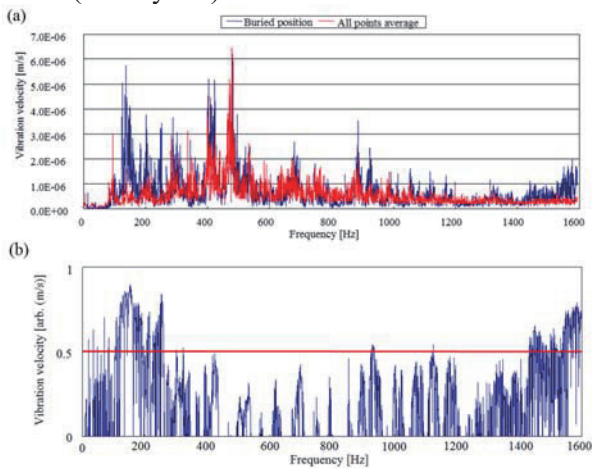 (a)
Buried position All points average
Vibration velocity [m/s]
7.0E-06
6.0E-06
5.0E-06
4.0E-06
3.0E-06
2.0E-06
1.0E-06
0.0E+00
0 200 400 600 800 1000 1200 1400 1600
Frequency [Hz]
(b)
Vibration velocity [arb. (m/s)]
1
0.5
0
0 200 400 600 800 1000 1200 1400 1600
Frequency [Hz]